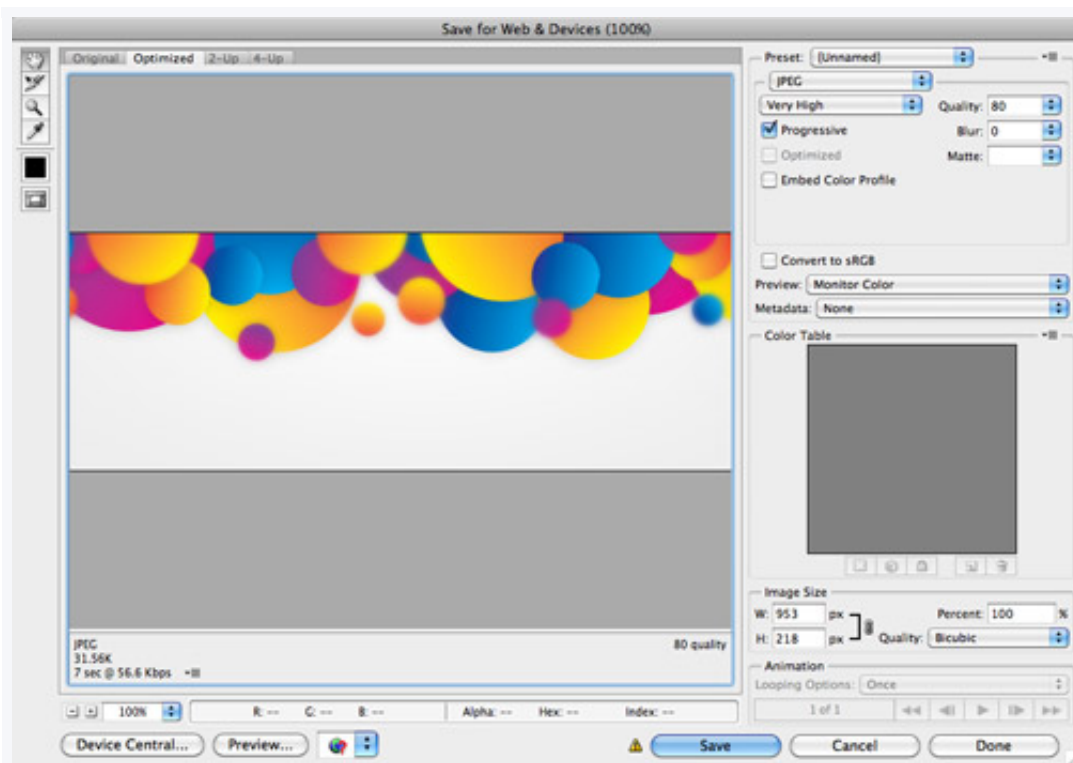 Save for Web & Devices (100%)
Original Optimized 2-Up 4-Up
Preset: [Unnamed]
JPEG
Very High Quality: 80
Progressive Blur: 0
Optimized Matte:
Embed Color Profile
Convert to sRGB
Preview: Monitor Color
Metadata: None
Color Table
Image Size
W: 953 px Percent: 100 %
H: 218 px Quality: Bicubic
JPEG 80 quality
31.56K
7 sec @ 56.6 Kbps
Animation
Looping Options: Once
1 of 1
100% R: -- G: -- B: -- Alpha: -- Hex: -- Index: --
Device Central... Preview... Save Cancel Done